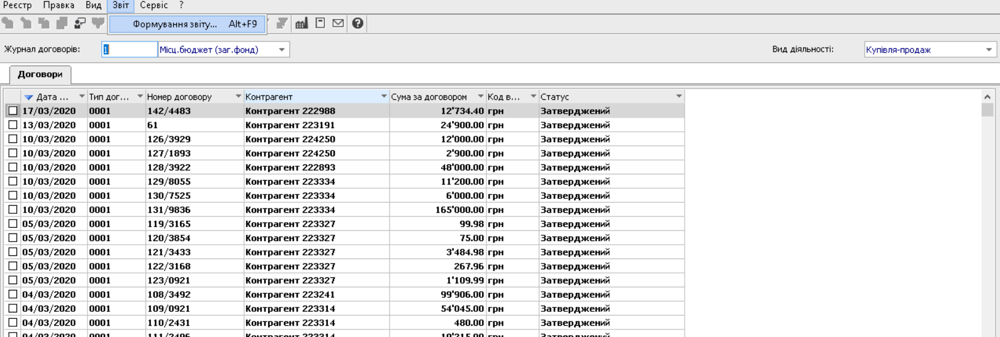 Реєстр Правка Вид Звіт Сервіс ?
Формування звіту... Alt+F9
Журнал договорів: 1 Місц.бюджет (заг.фонд) Вид діяльності: Купівля-продаж
Договори
Дата ... Тип дог... Номер договору Контрагент Сума за договором Код в... Статус
17/03/2020 0001 142/4483 Контрагент 222988 12'734.40 грн Затверджений
13/03/2020 0001 61 Контрагент 223191 24'900.00 грн Затверджений
10/03/2020 0001 126/3929 Контрагент 224250 12'000.00 грн Затверджений
10/03/2020 0001 127/1893 Контрагент 224250 2'900.00 грн Затверджений
10/03/2020 0001 128/3922 Контрагент 222893 48'000.00 грн Затверджений
10/03/2020 0001 129/8055 Контрагент 223334 11'200.00 грн Затверджений
10/03/2020 0001 130/7525 Контрагент 223334 6'000.00 грн Затверджений
10/03/2020 0001 131/9836 Контрагент 223334 165'000.00 грн Затверджений
05/03/2020 0001 119/3165 Контрагент 223327 99.98 грн Затверджений
05/03/2020 0001 120/3854 Контрагент 223327 75.00 грн Затверджений
05/03/2020 0001 121/3433 Контрагент 223327 3'484.98 грн Затверджений
05/03/2020 0001 122/3168 Контрагент 223327 267.96 грн Затверджений
05/03/2020 0001 123/0921 Контрагент 223327 1'109.99 грн Затверджений
04/03/2020 0001 108/3492 Контрагент 223241 99'906.00 грн Затверджений
04/03/2020 0001 109/0921 Контрагент 223314 54'045.00 грн Затверджений
04/03/2020 0001 110/2431 Контрагент 223314 480.00 грн Затверджений
04/03/2020 0001 111/2496 Контрагент 223314 10'215.00 грн Затверджений